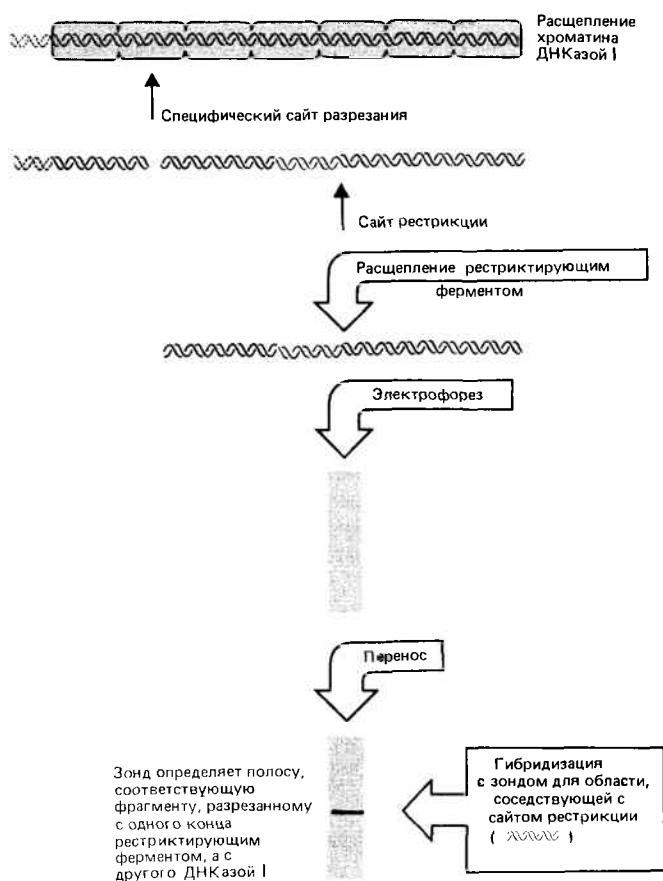 Расщепление
хроматина
ДНКазой I
Специфический сайт разрезания
Сайт рестрикции
Расщепление рестриктирующим
ферментом
Электрофорез
Перенос
Зонд определяет полосу,
соответствующую
фрагменту, разрезанному
с одного конца
рестриктирующим
ферментом, а с
другого ДНКазой I
Гибридизация
с зондом для области,
соседствующей с
сайтом рестрикции
( )